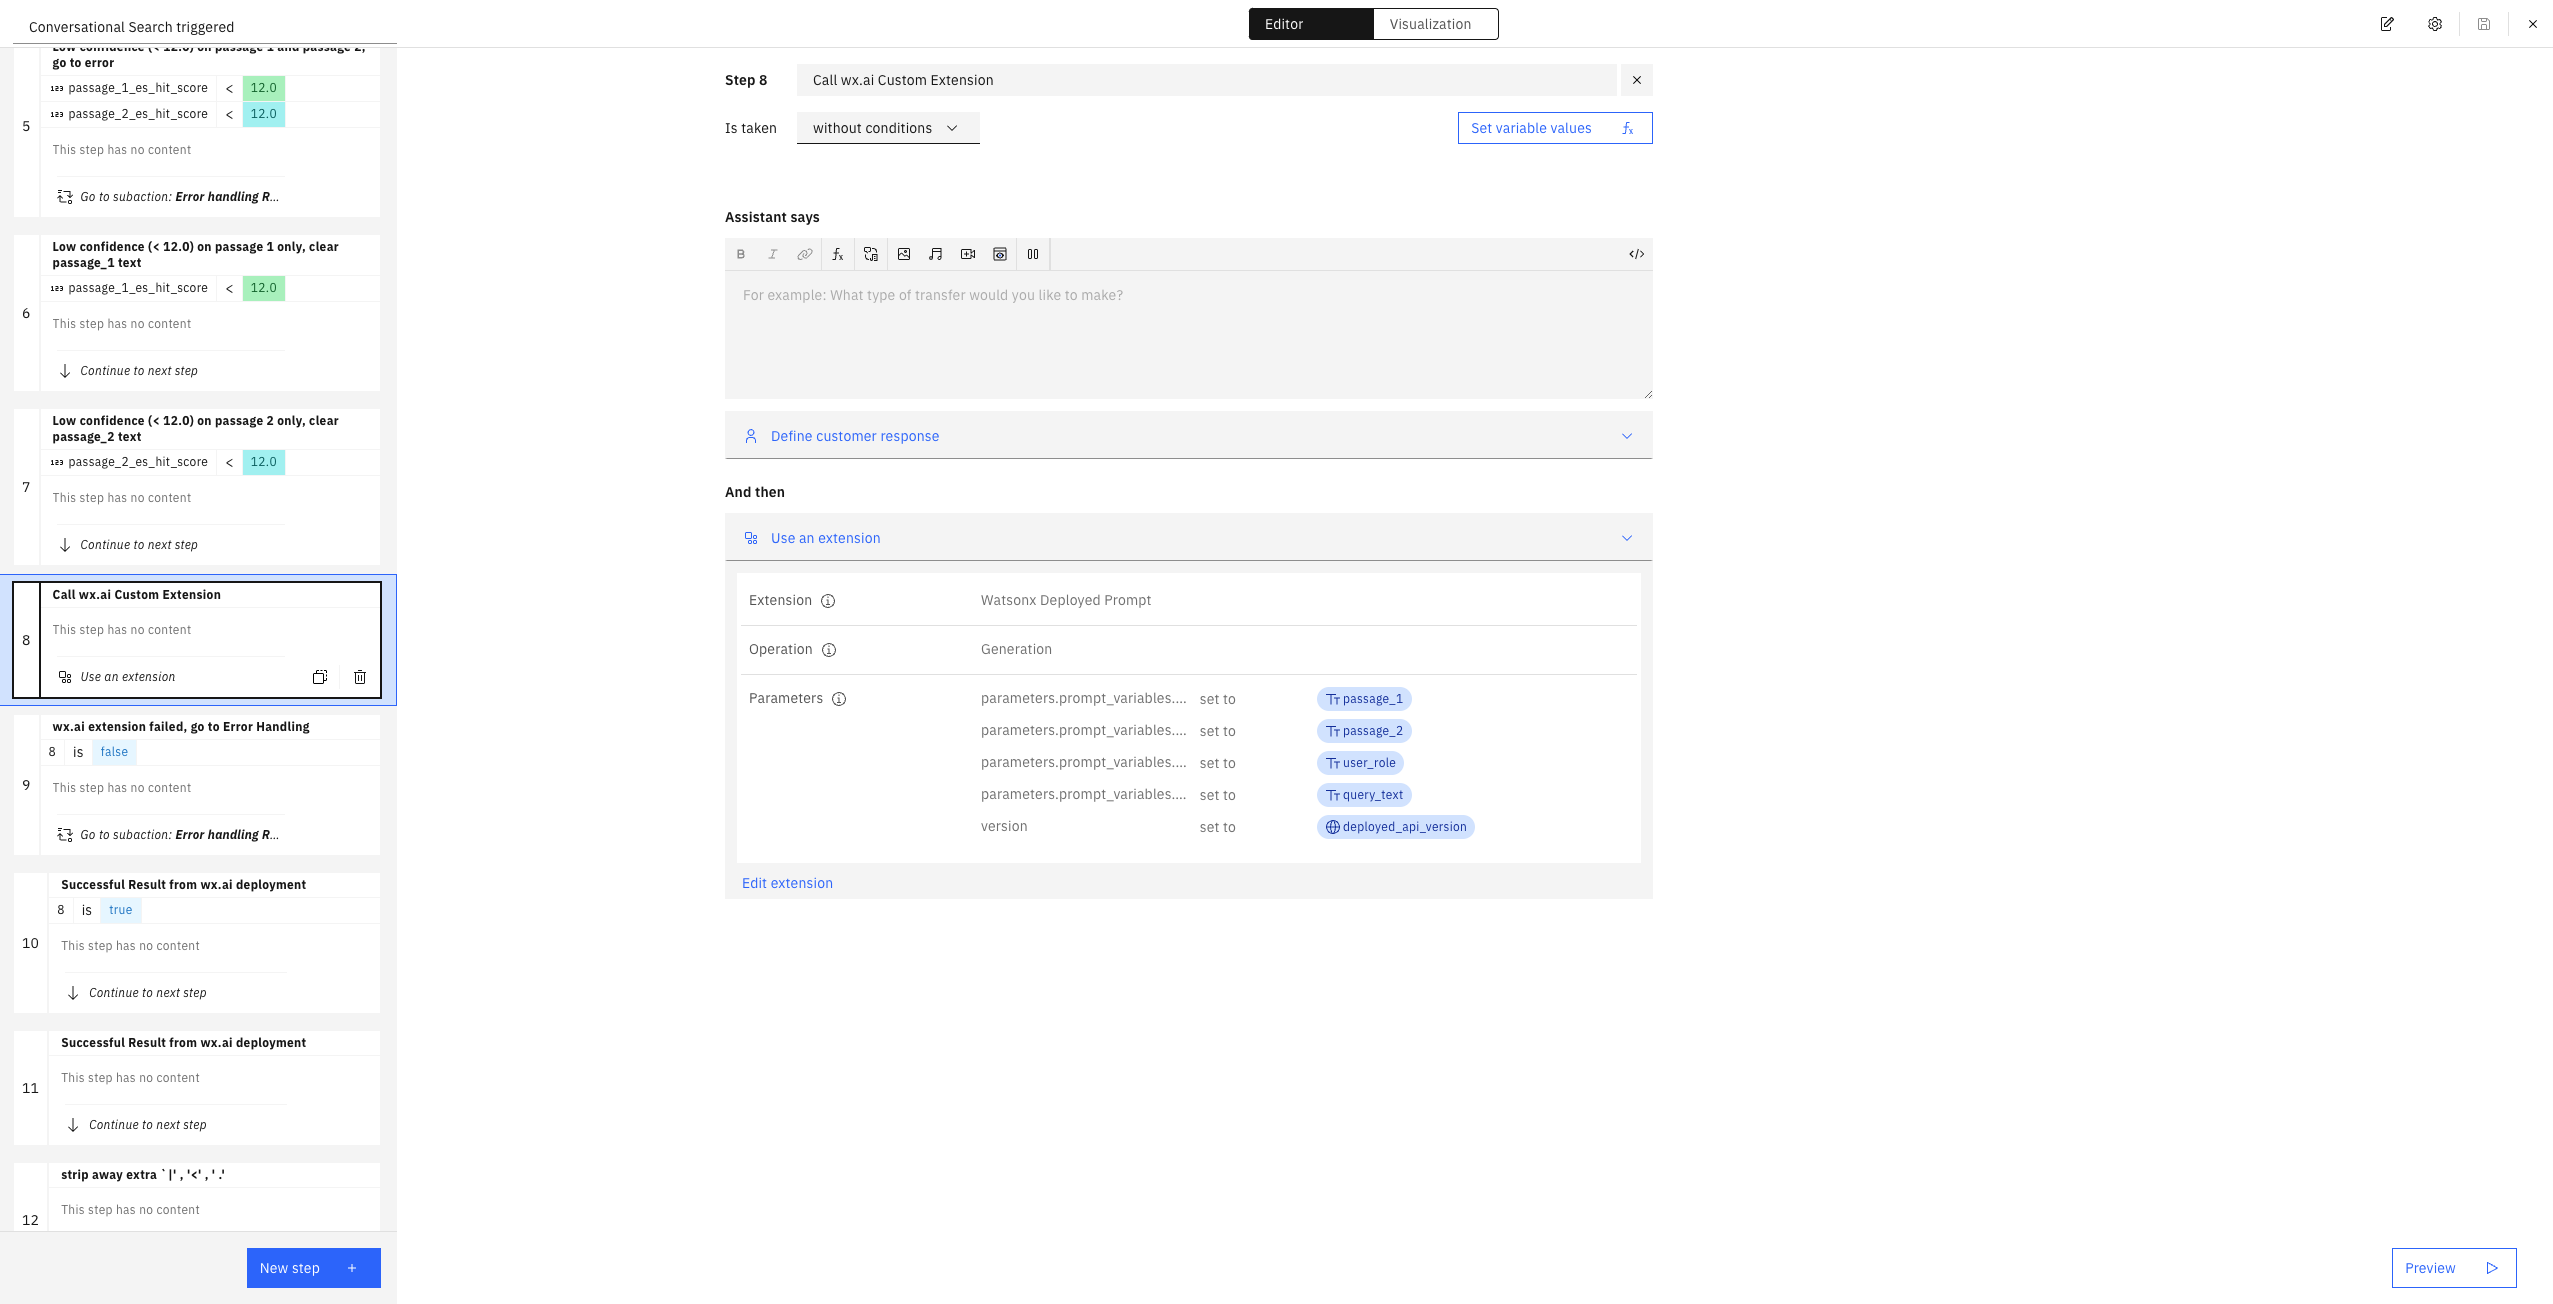 Conversational Search triggered
Editor
Visualization
Low confidence (< 12.0) on passage 1 and passage 2,
go to error
passage_1_es_hit_score < 12.0
passage_2_es_hit_score < 12.0
5
This step has no content
Go to subaction: Error handling R...
Low confidence (< 12.0) on passage 1 only, clear
passage_1 text
passage_1_es_hit_score < 12.0
6
This step has no content
Continue to next step
Low confidence (< 12.0) on passage 2 only, clear
passage_2 text
passage_2_es_hit_score < 12.0
7
This step has no content
Continue to next step
Call wx.ai Custom Extension
This step has no content
8
Use an extension
wx.ai extension failed, go to Error Handling
8 is false
9
This step has no content
Go to subaction: Error handling R...
Successful Result from wx.ai deployment
8 is true
10
This step has no content
Continue to next step
Successful Result from wx.ai deployment
This step has no content
11
Continue to next step
strip away extra `|' , '<' , ' .'
This step has no content
12
New step +
Step 8
Call wx.ai Custom Extension
Is taken
without conditions
Set variable values fx
Assistant says
B I fx </>
For example: What type of transfer would you like to make?
Define customer response
And then
Use an extension
Extension Watsonx Deployed Prompt
Operation Generation
Parameters parameters.prompt_variables.... set to passage_1
parameters.prompt_variables.... set to passage_2
parameters.prompt_variables.... set to user_role
parameters.prompt_variables.... set to query_text
version set to deployed_api_version
Edit extension
Preview